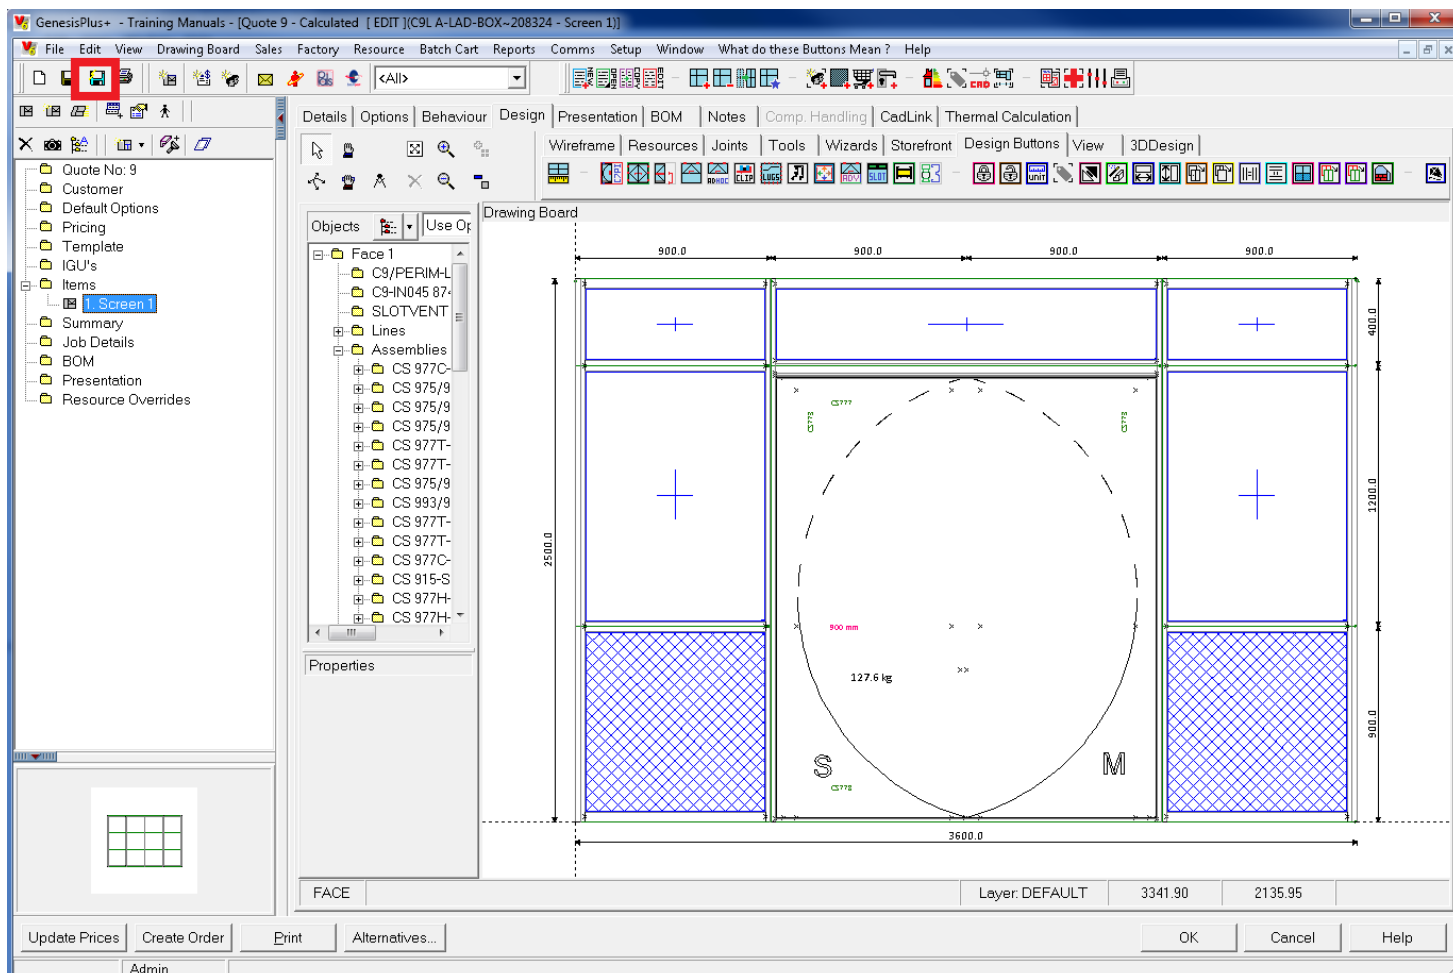 GenesisPlus+ - Training Manuals - [Quote 9 - Calculated [ EDIT ](C9L A-LAD-BOX~208324 - Screen 1)]
File Edit View Drawing Board Sales Factory Resource Batch Cart Reports Comms Setup Window What do these Buttons Mean ? Help
<All>
Details Options Behaviour Design Presentation BOM Notes Comp. Handling CadLink Thermal Calculation
Wireframe Resources Joints Tools Wizards Storefront Design Buttons View 3DDesign
Quote No: 9
Customer
Default Options
Pricing
Template
IGU's
Items
1. Screen 1
Summary
Job Details
BOM
Presentation
Resource Overrides
Objects Use Op
Face 1
C9/PERIM-L
C9-IN045 874
SLOTVENT
Lines
Assemblies
CS 977C-
CS 975/9
CS 975/9
CS 975/9
CS 977T-
CS 977T-
CS 975/9
CS 993/9
CS 977T-
CS 977T-
CS 977C-
CS 915-S
CS 977H-
CS 977H-
Properties
Drawing Board
900.0 900.0 900.0 900.0
400.0
1200.0
900.0
2500.0
CS777
900 mm
127.6 kg
S M
3600.0
FACE Layer: DEFAULT 3341.90 2135.95
Update Prices Create Order Print Alternatives... OK Cancel Help
Admin